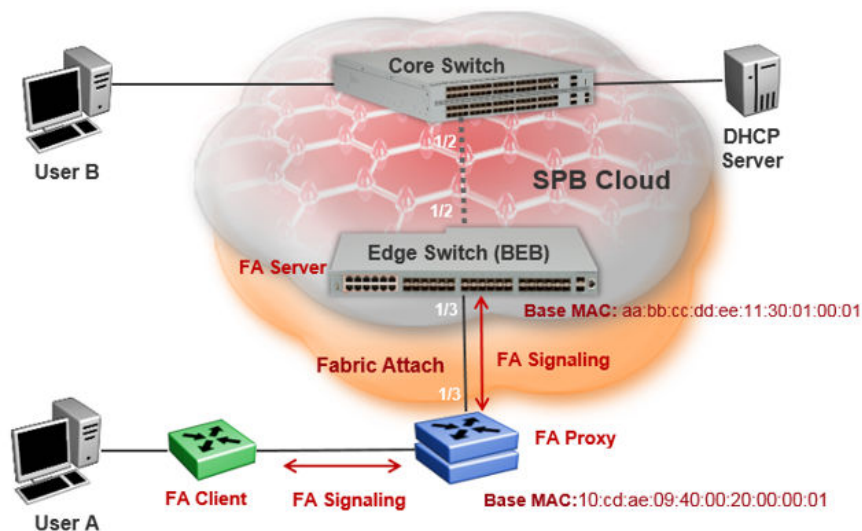 Core Switch
User B
DHCP
Server
1/2
SPB Cloud
1/2
Edge Switch (BEB)
FA Server
1/3
Base MAC: aa:bb:cc:dd:ee:11:30:01:00:01
Fabric Attach
FA Signaling
1/3
FA Proxy
FA Client
FA Signaling
Base MAC:10:cd:ae:09:40:00:20:00:00:01
User A